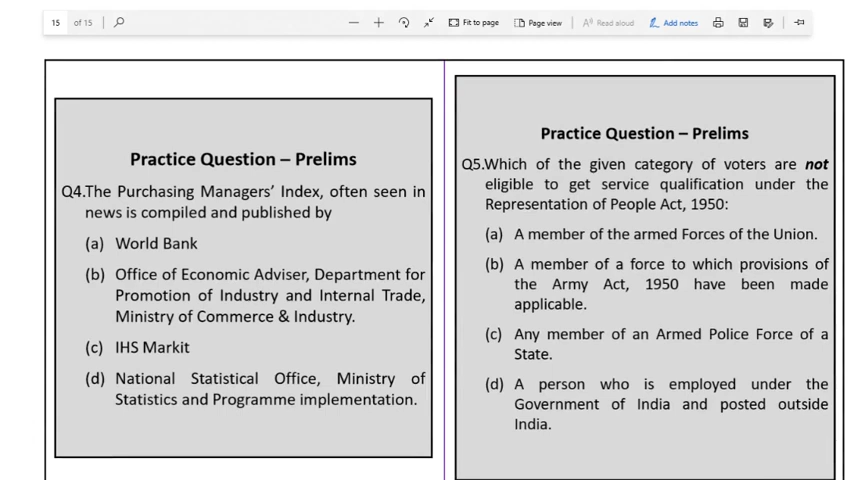 15 of 15 Fit to page Page view Read aloud Add notes
Practice Question – Prelims
Q4.The Purchasing Managers’ Index, often seen in
news is compiled and published by
(a) World Bank
(b) Office of Economic Adviser, Department for
Promotion of Industry and Internal Trade,
Ministry of Commerce & Industry.
(c) IHS Markit
(d) National Statistical Office, Ministry of
Statistics and Programme implementation.
Practice Question – Prelims
Q5.Which of the given category of voters are not
eligible to get service qualification under the
Representation of People Act, 1950:
(a) A member of the armed Forces of the Union.
(b) A member of a force to which provisions of
the Army Act, 1950 have been made
applicable.
(c) Any member of an Armed Police Force of a
State.
(d) A person who is employed under the
Government of India and posted outside
India.